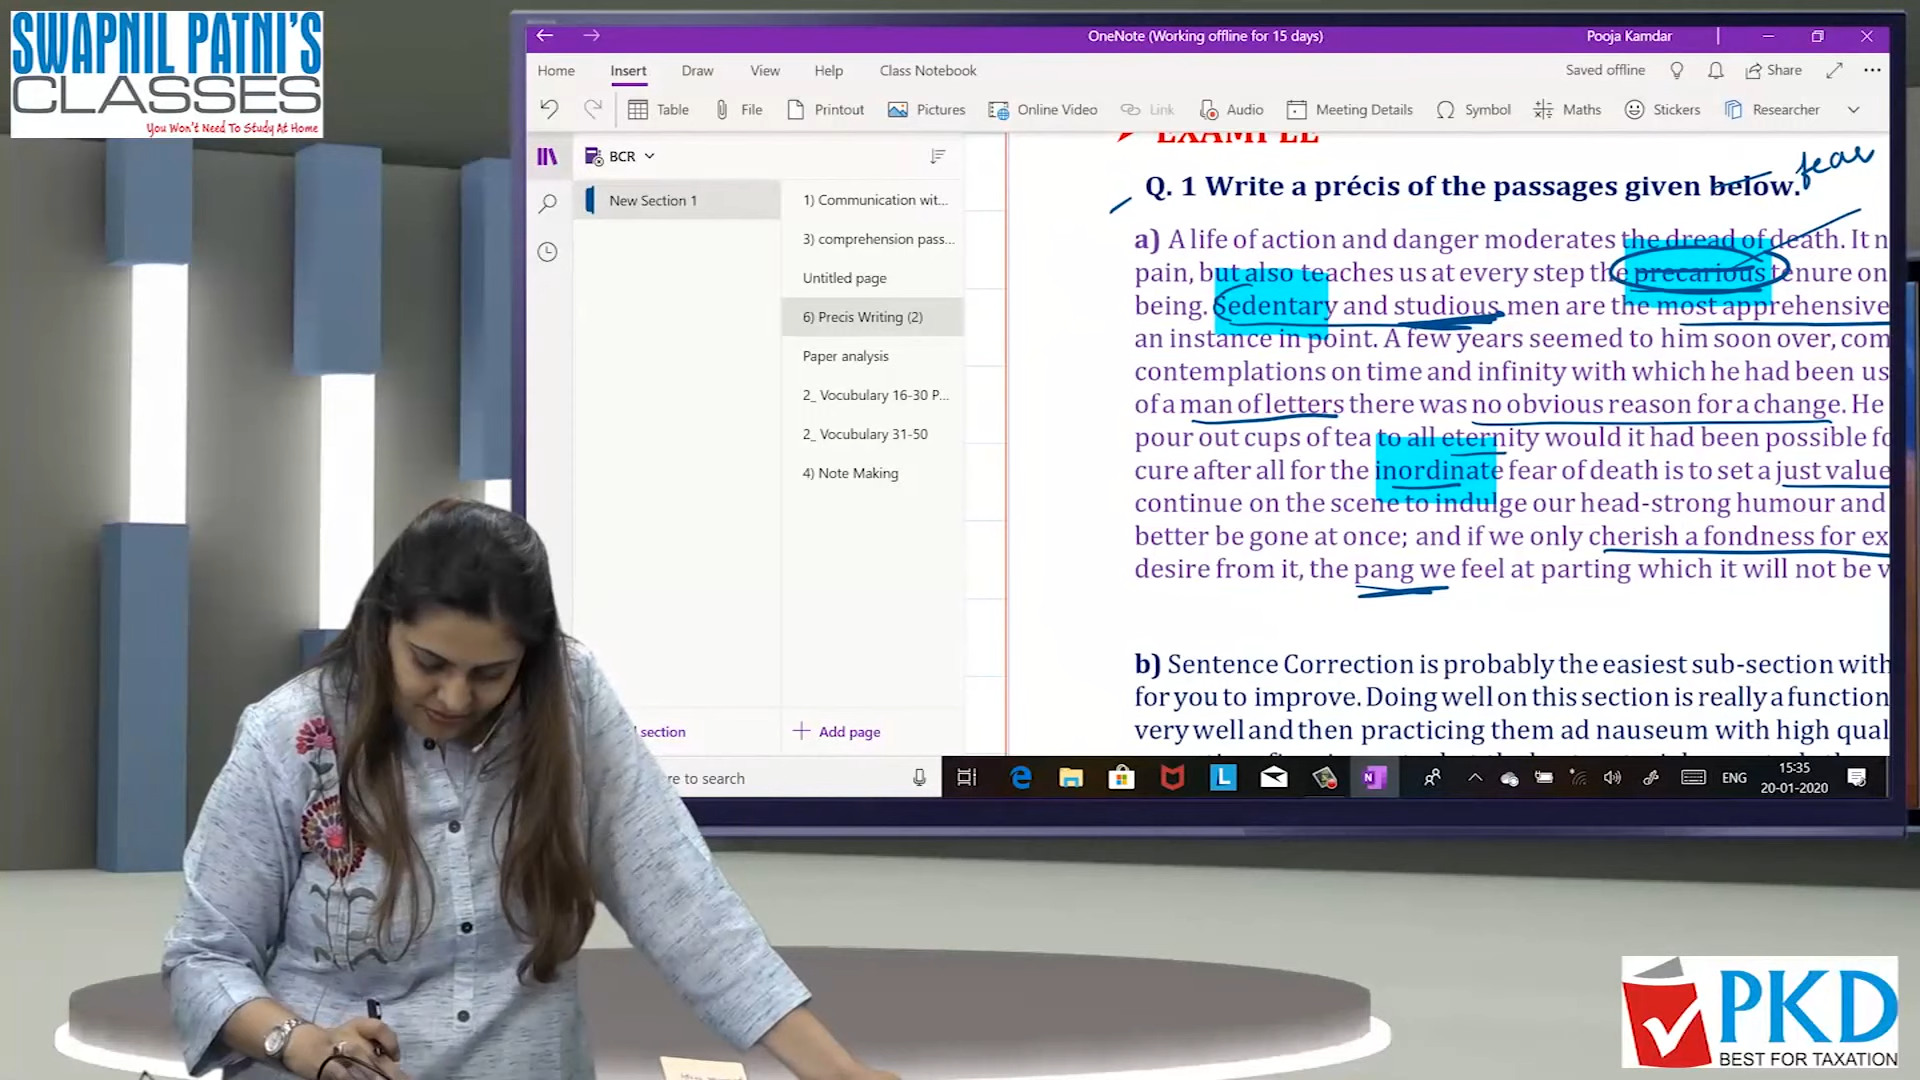 SWAPNIL PATNI'S
CLASSES
You Won't Need To Study At Home
OneNote (Working offline for 15 days)
Pooja Kamdar
Home Insert Draw View Help Class Notebook
Saved offline Share
Table File Printout Pictures Online Video Link Audio Meeting Details Symbol Maths Stickers Researcher
BCR
New Section 1
1) Communication wit...
3) comprehension pass...
Untitled page
6) Precis Writing (2)
Paper analysis
2_ Vocubulary 16-30 P...
2_ Vocubulary 31-50
4) Note Making
section
Add page
EXAMPLE
fear
Q. 1 Write a précis of the passages given below.
a) A life of action and danger moderates the dread of death. It n
pain, but also teaches us at every step the precarious tenure on
being. Sedentary and studious men are the most apprehensive
an instance in point. A few years seemed to him soon over, com
contemplations on time and infinity with which he had been us
of a man of letters there was no obvious reason for a change. He
pour out cups of tea to all eternity would it had been possible fo
cure after all for the inordinate fear of death is to set a just value
continue on the scene to indulge our head-strong humour and
better be gone at once; and if we only cherish a fondness for ex
desire from it, the pang we feel at parting which it will not be v
b) Sentence Correction is probably the easiest sub-section with
for you to improve. Doing well on this section is really a function
very well and then practicing them ad nauseum with high qual
re to search
ENG
15:35
20-01-2020
PKD
BEST FOR TAXATION